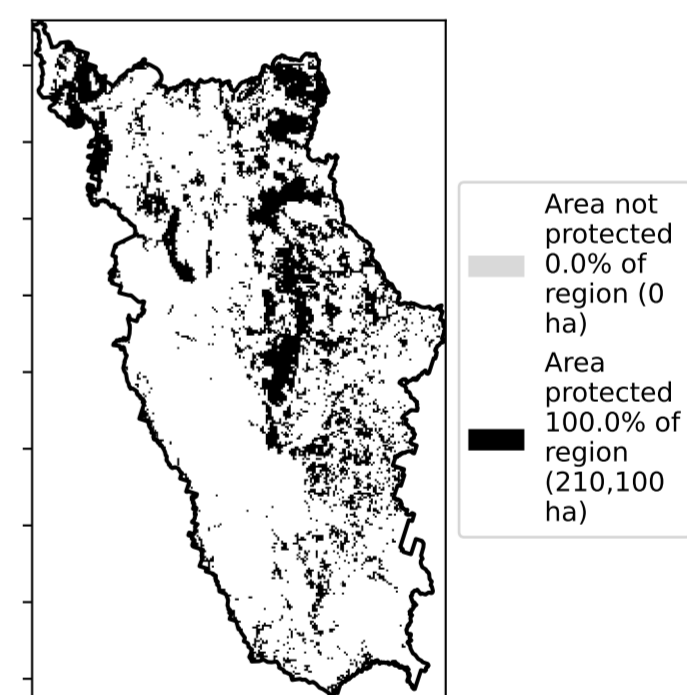 Area not
protected
0.0% of
region (0
ha)
Area
protected
100.0% of
region
(210,100
ha)